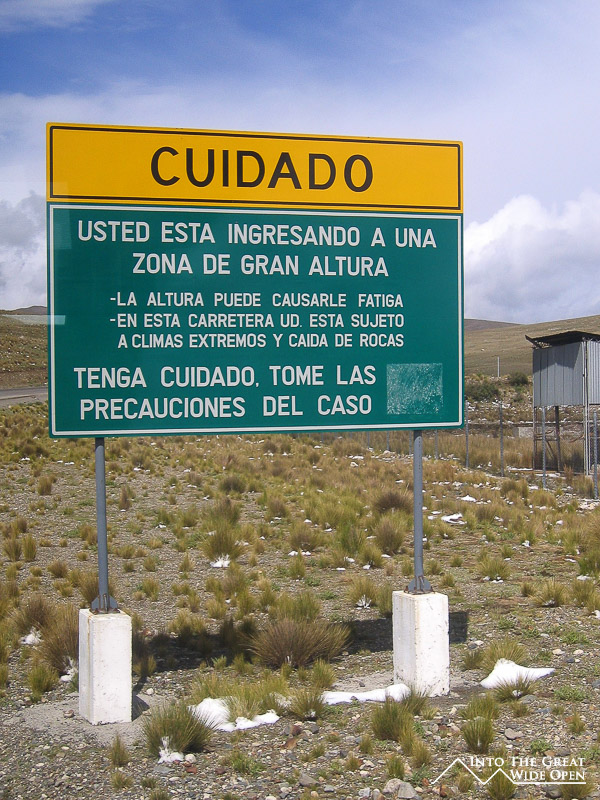 CUIDADO
USTED ESTA INGRESANDO A UNA
ZONA DE GRAN ALTURA
-LA ALTURA PUEDE CAUSARLE FATIGA
-EN ESTA CARRETERA UD. ESTA SUJETO
A CLIMAS EXTREMOS Y CAIDA DE ROCAS
TENGA CUIDADO, TOME LAS
PRECAUCIONES DEL CASO
INTO THE GREAT
WIDE OPEN